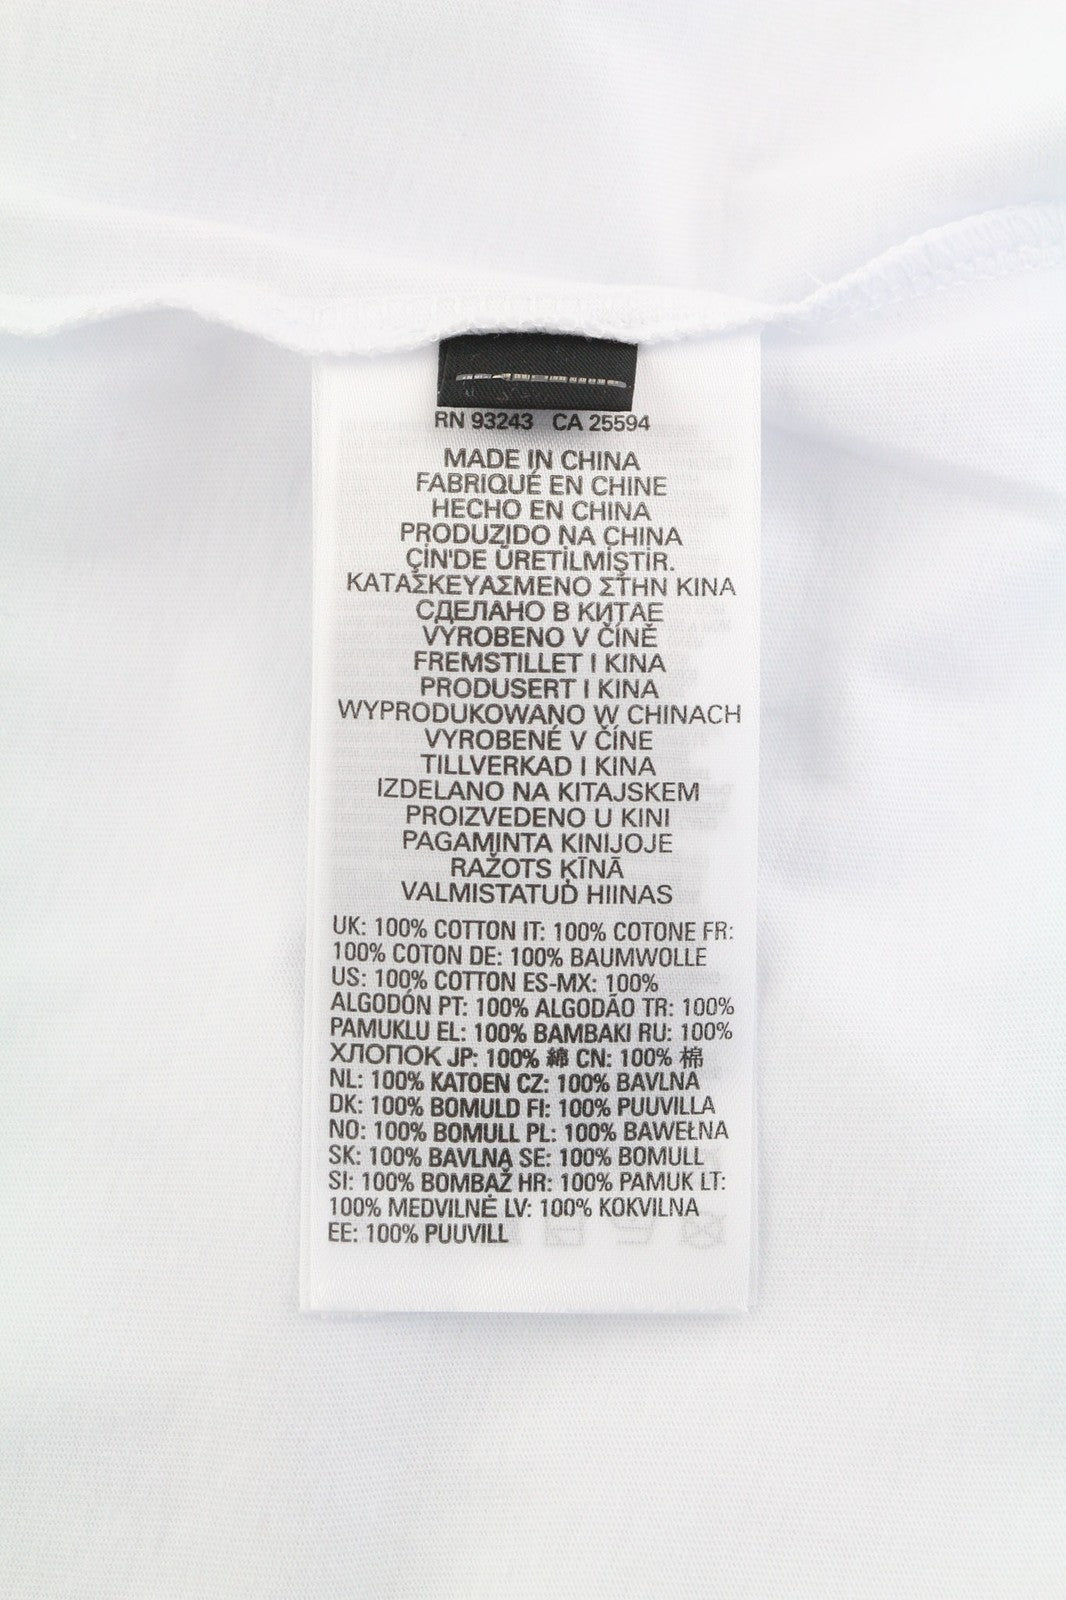 RN 93243 CA 25594
MADE IN CHINA
FABRIQUÉ EN CHINE
HECHO EN CHINA
PRODUZIDO NA CHINA
ÇİN'DE ÜRETİLMİŞTİR.
ΚΑΤΑΣΚΕΥΑΣΜΕΝΟ ΣΤΗΝ ΚΙΝΑ
СДЕЛАНО В КИТАЕ
VYROBENO V ČÍNĚ
FREMSTILLET I KINA
PRODUSERT I KINA
WYPRODUKOWANO W CHINACH
VYROBENÉ V ČÍNE
TILLVERKAD I KINA
IZDELANO NA KITAJSKEM
PROIZVEDENO U KINI
PAGAMINTA KINIJOJE
RAŽOTS ĶĪNĀ
VALMISTATUD HIINAS
UK: 100% COTTON IT: 100% COTONE FR:
100% COTON DE: 100% BAUMWOLLE
US: 100% COTTON ES-MX: 100%
ALGODÓN PT: 100% ALGODÃO TR: 100%
PAMUKLU EL: 100% BAMBAKI RU: 100%
ХЛОПОК JP: 100% 綿 CN: 100% 棉
NL: 100% KATOEN CZ: 100% BAVLNA
DK: 100% BOMULD FI: 100% PUUVILLA
NO: 100% BOMULL PL: 100% BAWEŁNA
SK: 100% BAVLNA SE: 100% BOMULL
SI: 100% BOMBAŽ HR: 100% PAMUK LT:
100% MEDVILNĖ LV: 100% KOKVILNA
EE: 100% PUUVILL